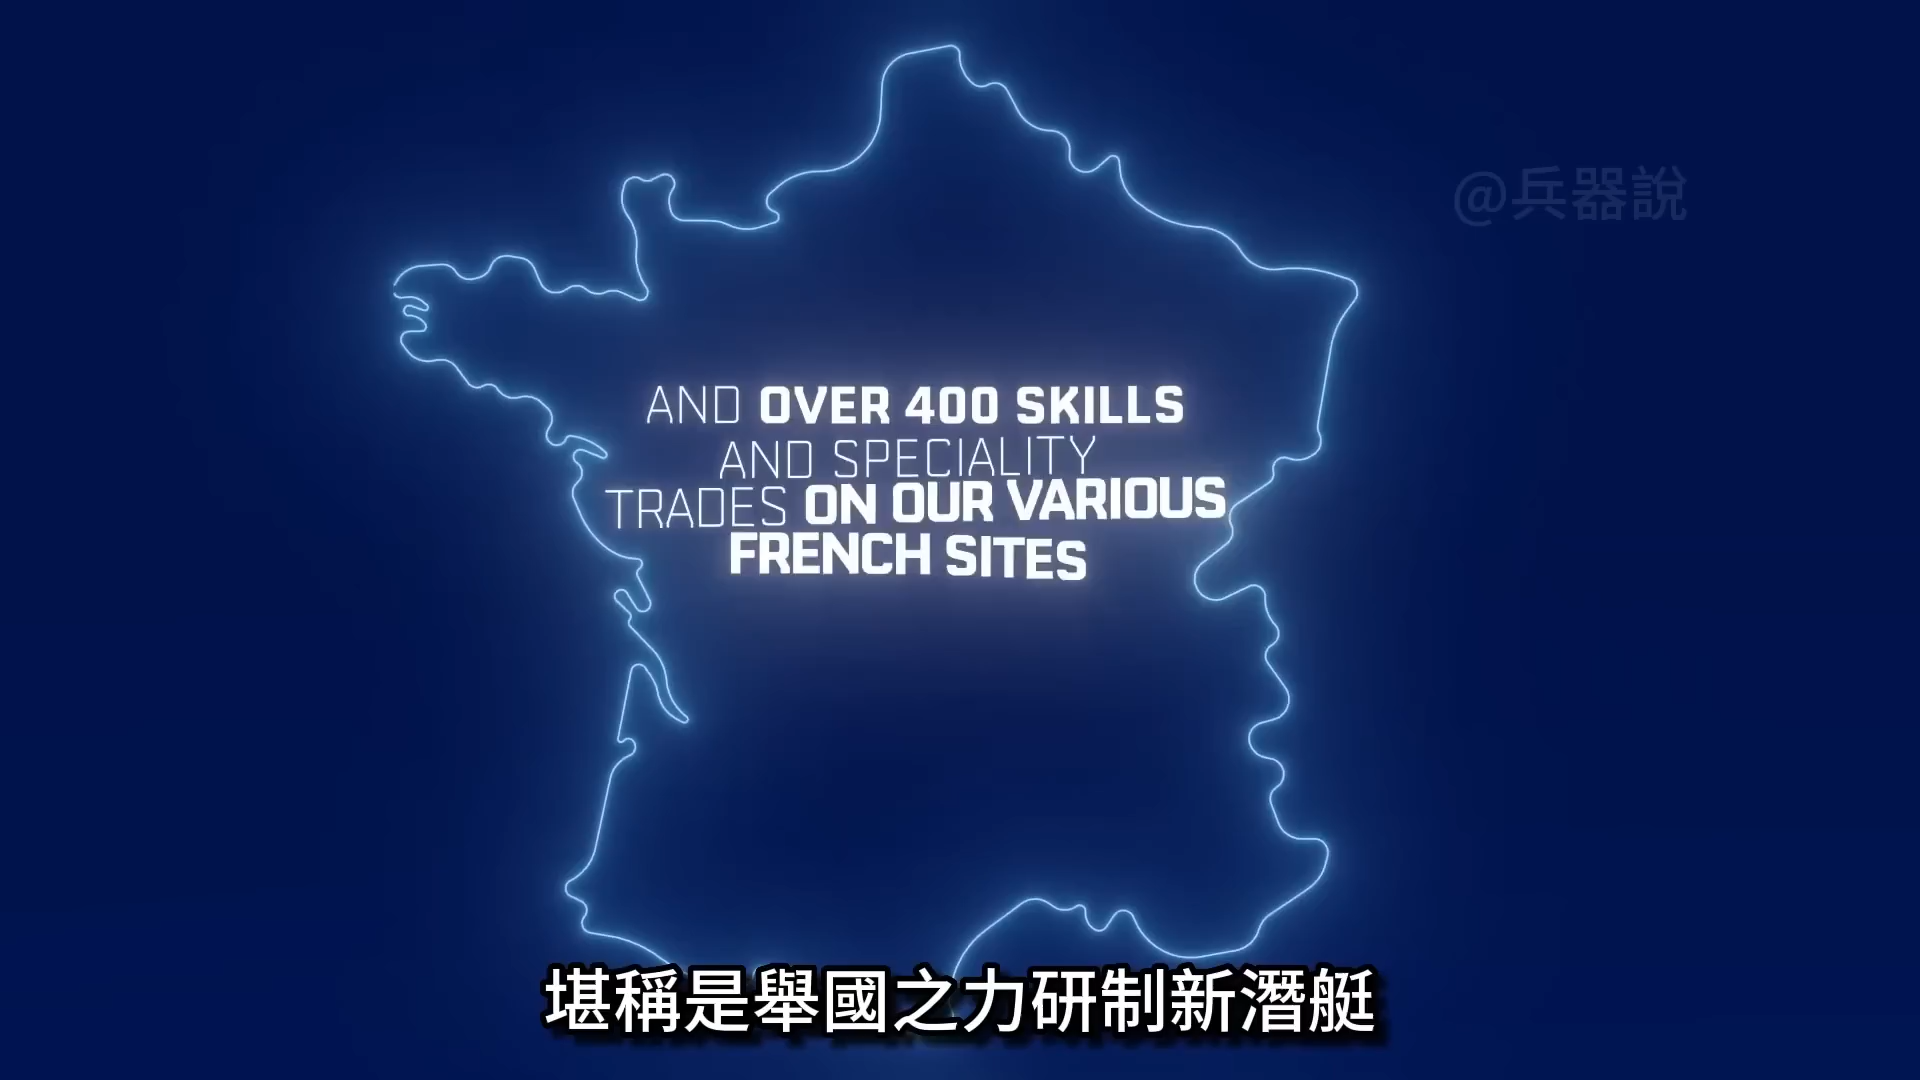 @兵器說
AND OVER 400 SKILLS
AND SPECIALITY
TRADES ON OUR VARIOUS
FRENCH SITES
堪稱是舉國之力研制新潛艇